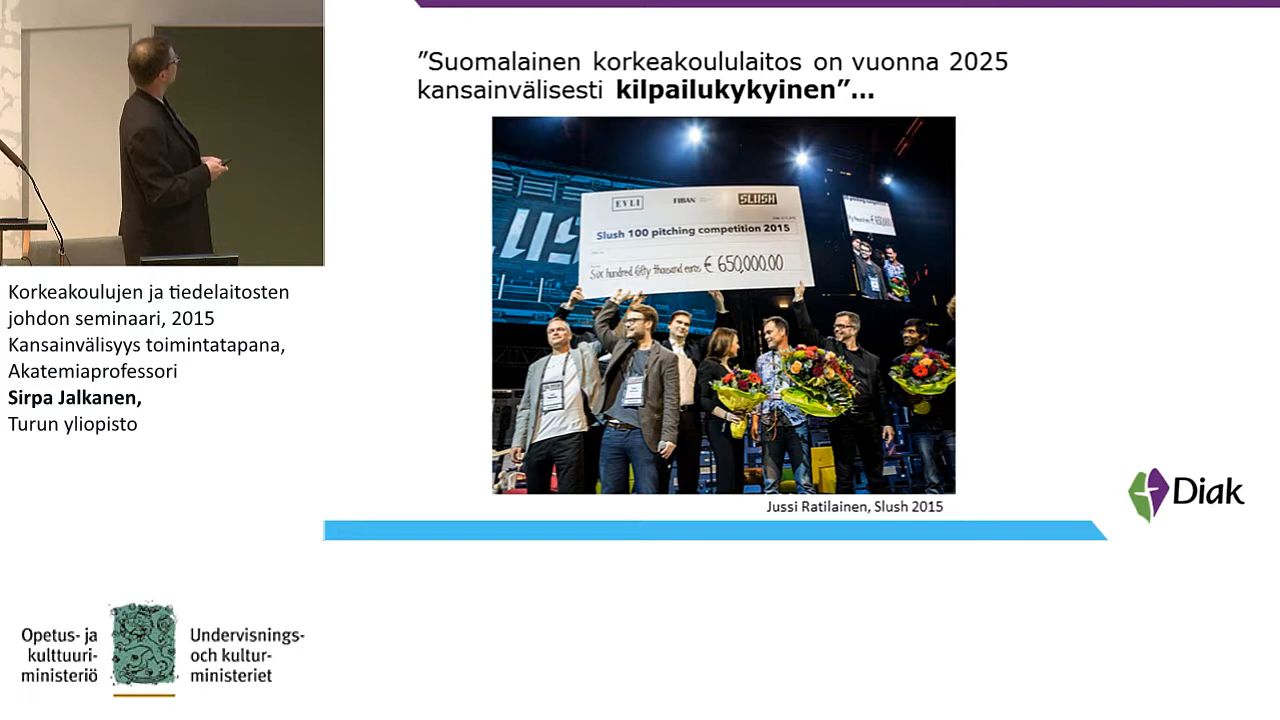 ”Suomalainen korkeakoululaitos on vuonna 2025
kansainvälisesti kilpailukykyinen”...
EVLI
FIBAN
SLUSH
Slush 100 pitching competition 2015
Six hundred fifty thousand euros € 650,000.00
Jussi Ratilainen, Slush 2015
Diak
Korkeakoulujen ja tiedelaitosten
johdon seminaari, 2015
Kansainvälisyys toimintatapana,
Akatemiaprofessori
Sirpa Jalkanen,
Turun yliopisto
Opetus- ja
kulttuuri-
ministeriö
Undervisnings-
och kultur-
ministeriet